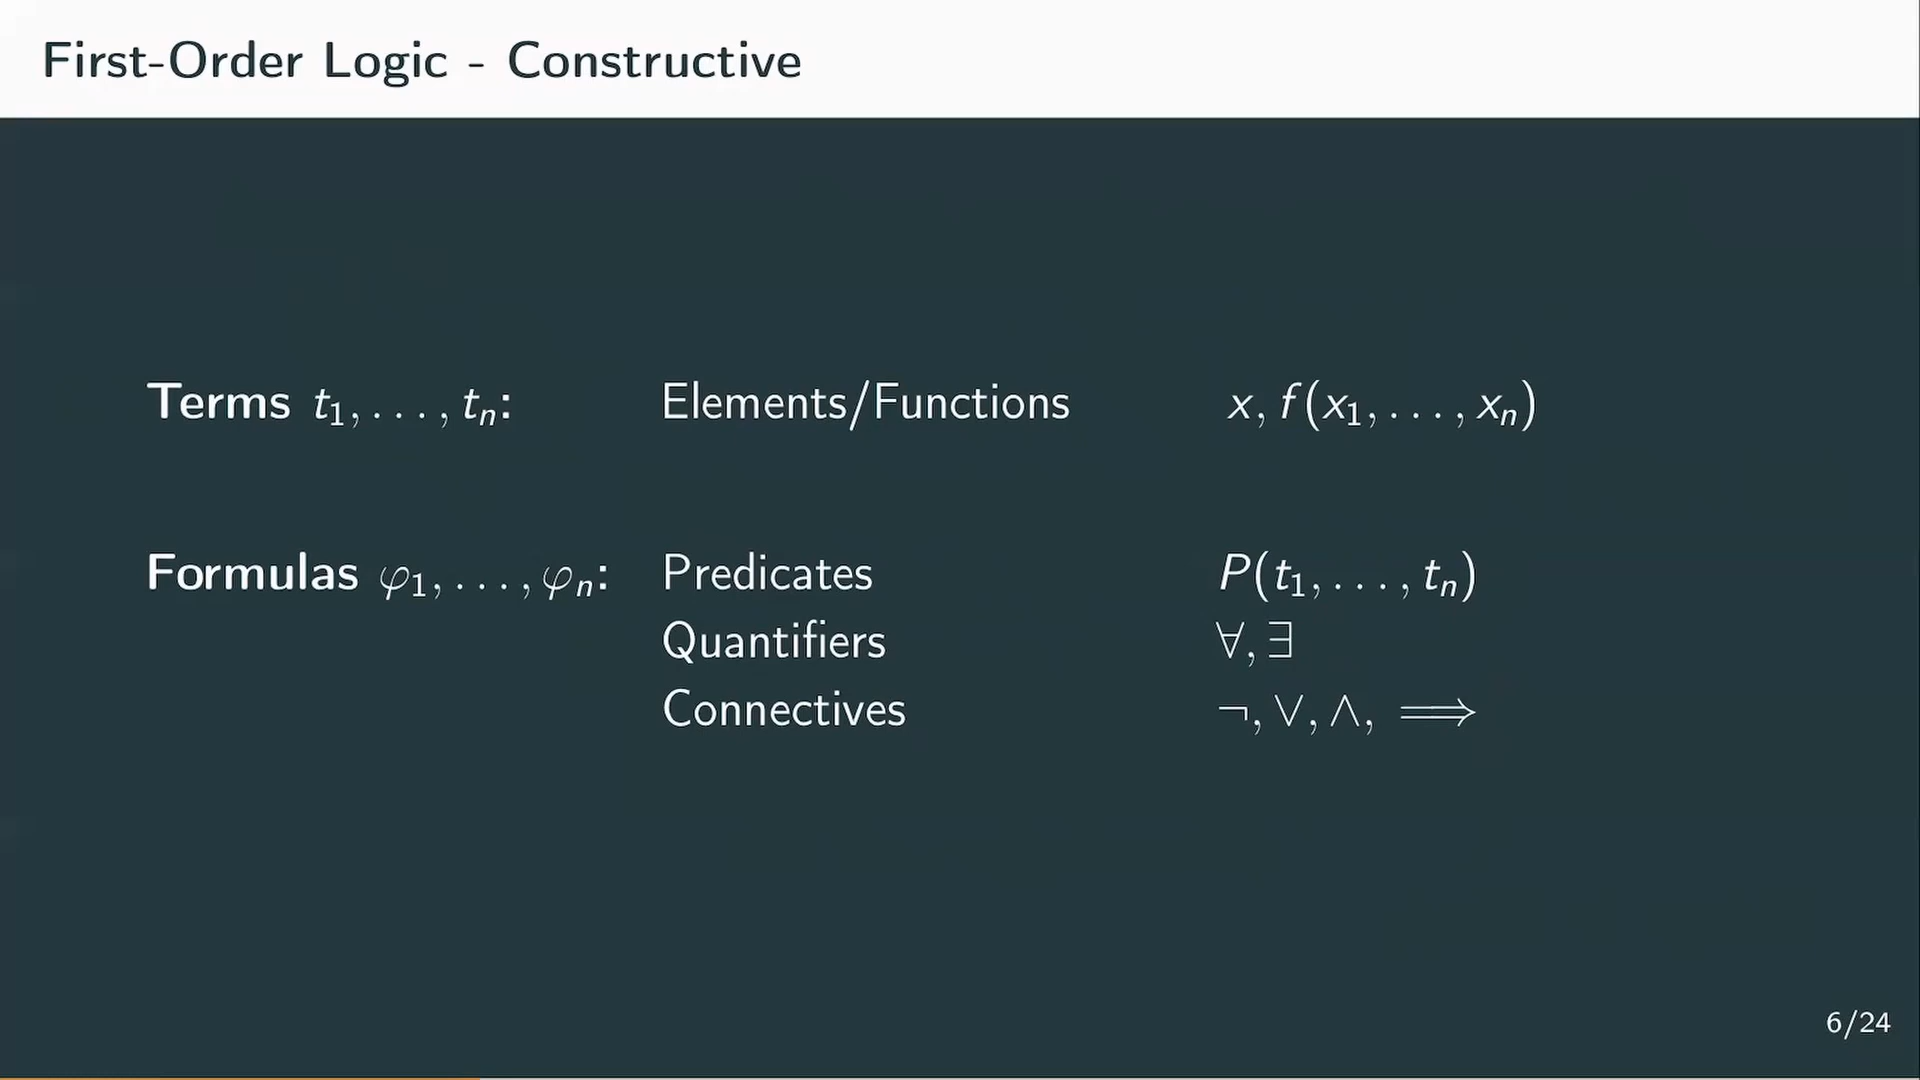 First-Order Logic - Constructive
Terms t₁, . . . , tₙ: Elements/Functions x, f(x₁, . . . , xₙ)
Formulas φ₁, . . . , φₙ: Predicates P(t₁, . . . , tₙ)
Quantifiers ∀, ∃
Connectives ¬, ∨, ∧, ⟹
6/24